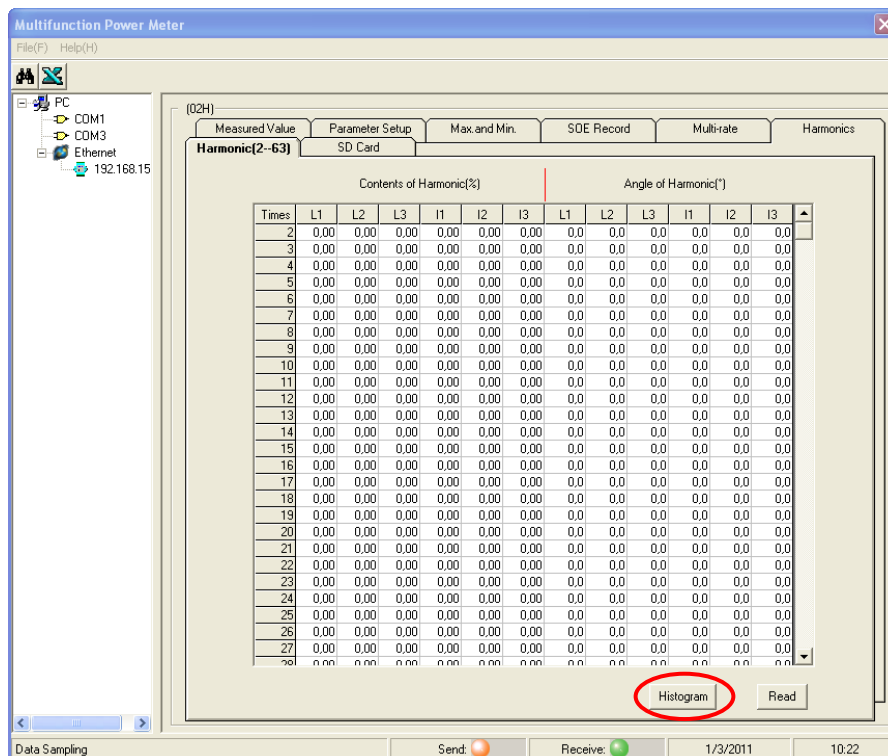 Multifunction Power Meter
File(F) Help(H)
PC
COM1
COM3
Ethernet
192.168.15
(02H)
Measured Value Parameter Setup Max.and Min. SOE Record Multi-rate Harmonics
Harmonic(2--63) SD Card
Contents of Harmonic(%) Angle of Harmonic(°)
Times L1 L2 L3 I1 I2 I3 L1 L2 L3 I1 I2 I3
2 0,00 0,00 0,00 0,00 0,00 0,00 0,0 0,0 0,0 0,0 0,0 0,0
3 0,00 0,00 0,00 0,00 0,00 0,00 0,0 0,0 0,0 0,0 0,0 0,0
4 0,00 0,00 0,00 0,00 0,00 0,00 0,0 0,0 0,0 0,0 0,0 0,0
5 0,00 0,00 0,00 0,00 0,00 0,00 0,0 0,0 0,0 0,0 0,0 0,0
6 0,00 0,00 0,00 0,00 0,00 0,00 0,0 0,0 0,0 0,0 0,0 0,0
7 0,00 0,00 0,00 0,00 0,00 0,00 0,0 0,0 0,0 0,0 0,0 0,0
8 0,00 0,00 0,00 0,00 0,00 0,00 0,0 0,0 0,0 0,0 0,0 0,0
9 0,00 0,00 0,00 0,00 0,00 0,00 0,0 0,0 0,0 0,0 0,0 0,0
10 0,00 0,00 0,00 0,00 0,00 0,00 0,0 0,0 0,0 0,0 0,0 0,0
11 0,00 0,00 0,00 0,00 0,00 0,00 0,0 0,0 0,0 0,0 0,0 0,0
12 0,00 0,00 0,00 0,00 0,00 0,00 0,0 0,0 0,0 0,0 0,0 0,0
13 0,00 0,00 0,00 0,00 0,00 0,00 0,0 0,0 0,0 0,0 0,0 0,0
14 0,00 0,00 0,00 0,00 0,00 0,00 0,0 0,0 0,0 0,0 0,0 0,0
15 0,00 0,00 0,00 0,00 0,00 0,00 0,0 0,0 0,0 0,0 0,0 0,0
16 0,00 0,00 0,00 0,00 0,00 0,00 0,0 0,0 0,0 0,0 0,0 0,0
17 0,00 0,00 0,00 0,00 0,00 0,00 0,0 0,0 0,0 0,0 0,0 0,0
18 0,00 0,00 0,00 0,00 0,00 0,00 0,0 0,0 0,0 0,0 0,0 0,0
19 0,00 0,00 0,00 0,00 0,00 0,00 0,0 0,0 0,0 0,0 0,0 0,0
20 0,00 0,00 0,00 0,00 0,00 0,00 0,0 0,0 0,0 0,0 0,0 0,0
21 0,00 0,00 0,00 0,00 0,00 0,00 0,0 0,0 0,0 0,0 0,0 0,0
22 0,00 0,00 0,00 0,00 0,00 0,00 0,0 0,0 0,0 0,0 0,0 0,0
23 0,00 0,00 0,00 0,00 0,00 0,00 0,0 0,0 0,0 0,0 0,0 0,0
24 0,00 0,00 0,00 0,00 0,00 0,00 0,0 0,0 0,0 0,0 0,0 0,0
25 0,00 0,00 0,00 0,00 0,00 0,00 0,0 0,0 0,0 0,0 0,0 0,0
26 0,00 0,00 0,00 0,00 0,00 0,00 0,0 0,0 0,0 0,0 0,0 0,0
27 0,00 0,00 0,00 0,00 0,00 0,00 0,0 0,0 0,0 0,0 0,0 0,0
Histogram Read
Data Sampling Send: Receive: 1/3/2011 10:22